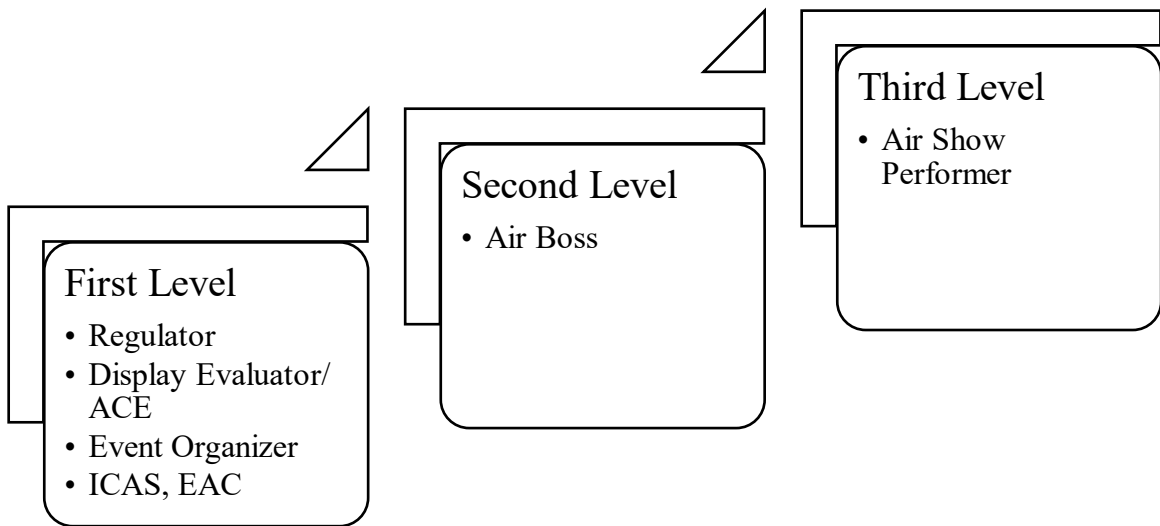 First Level
• Regulator
• Display Evaluator/
ACE
• Event Organizer
• ICAS, EAC
Second Level
• Air Boss
Third Level
• Air Show
Performer